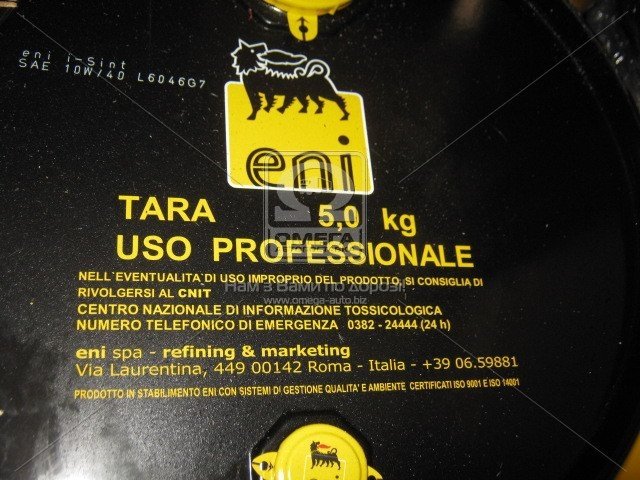 eni i-Sint
SAE 10W/40 L6046G7
eni
TARA 5,0 kg
ОМЕГА
USO PROFESSIONALE
NELL'EVENTUALITA' DI USO IMPROPRIO DEL PRODOTTO, SI CONSIGLIA DI
Нам з Вами по дорозі!
RIVOLGERSI AL CNIT
www.omega-auto.biz
CENTRO NAZIONALE DI INFORMAZIONE TOSSICOLOGICA
NUMERO TELEFONICO DI EMERGENZA 0382 - 24444 (24 h)
eni spa - refining & marketing
Via Laurentina, 449 00142 Roma - Italia - +39 06.59881
PRODOTTO IN STABILIMENTO ENI CON SISTEMI DI GESTIONE QUALITA' E AMBIENTE CERTIFICATI ISO 9001 E ISO 14001